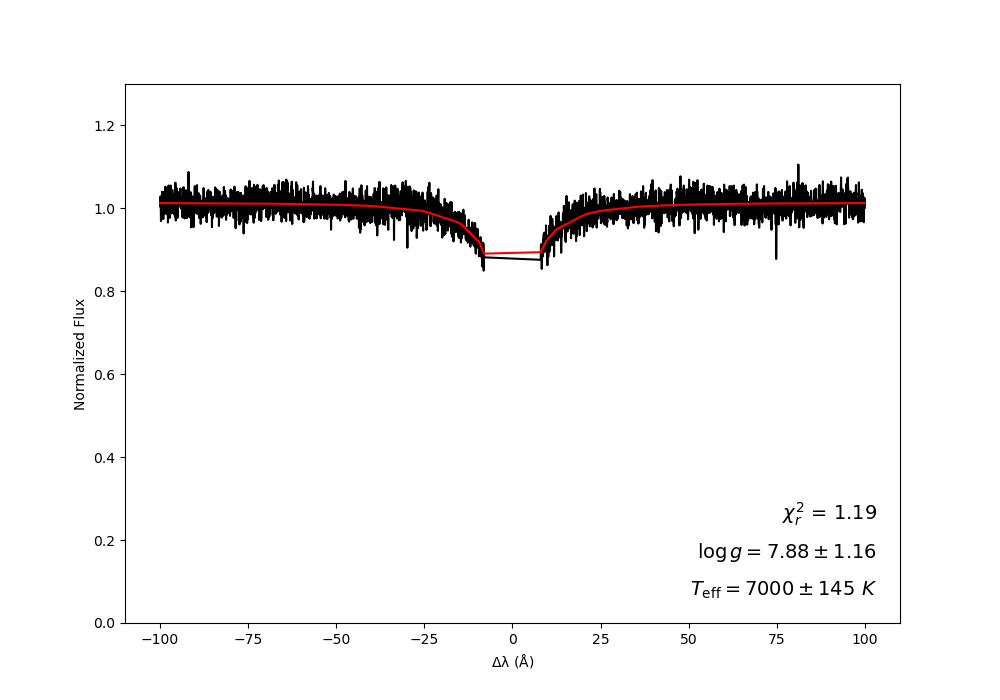 1.2
1.0
0.8
0.6
0.4
0.2
0.0
Normalized Flux
χ²ᵣ = 1.19
log g = 7.88 ± 1.16
T_eff = 7000 ± 145 K
−100 −75 −50 −25 0 25 50 75 100
Δλ (Å)